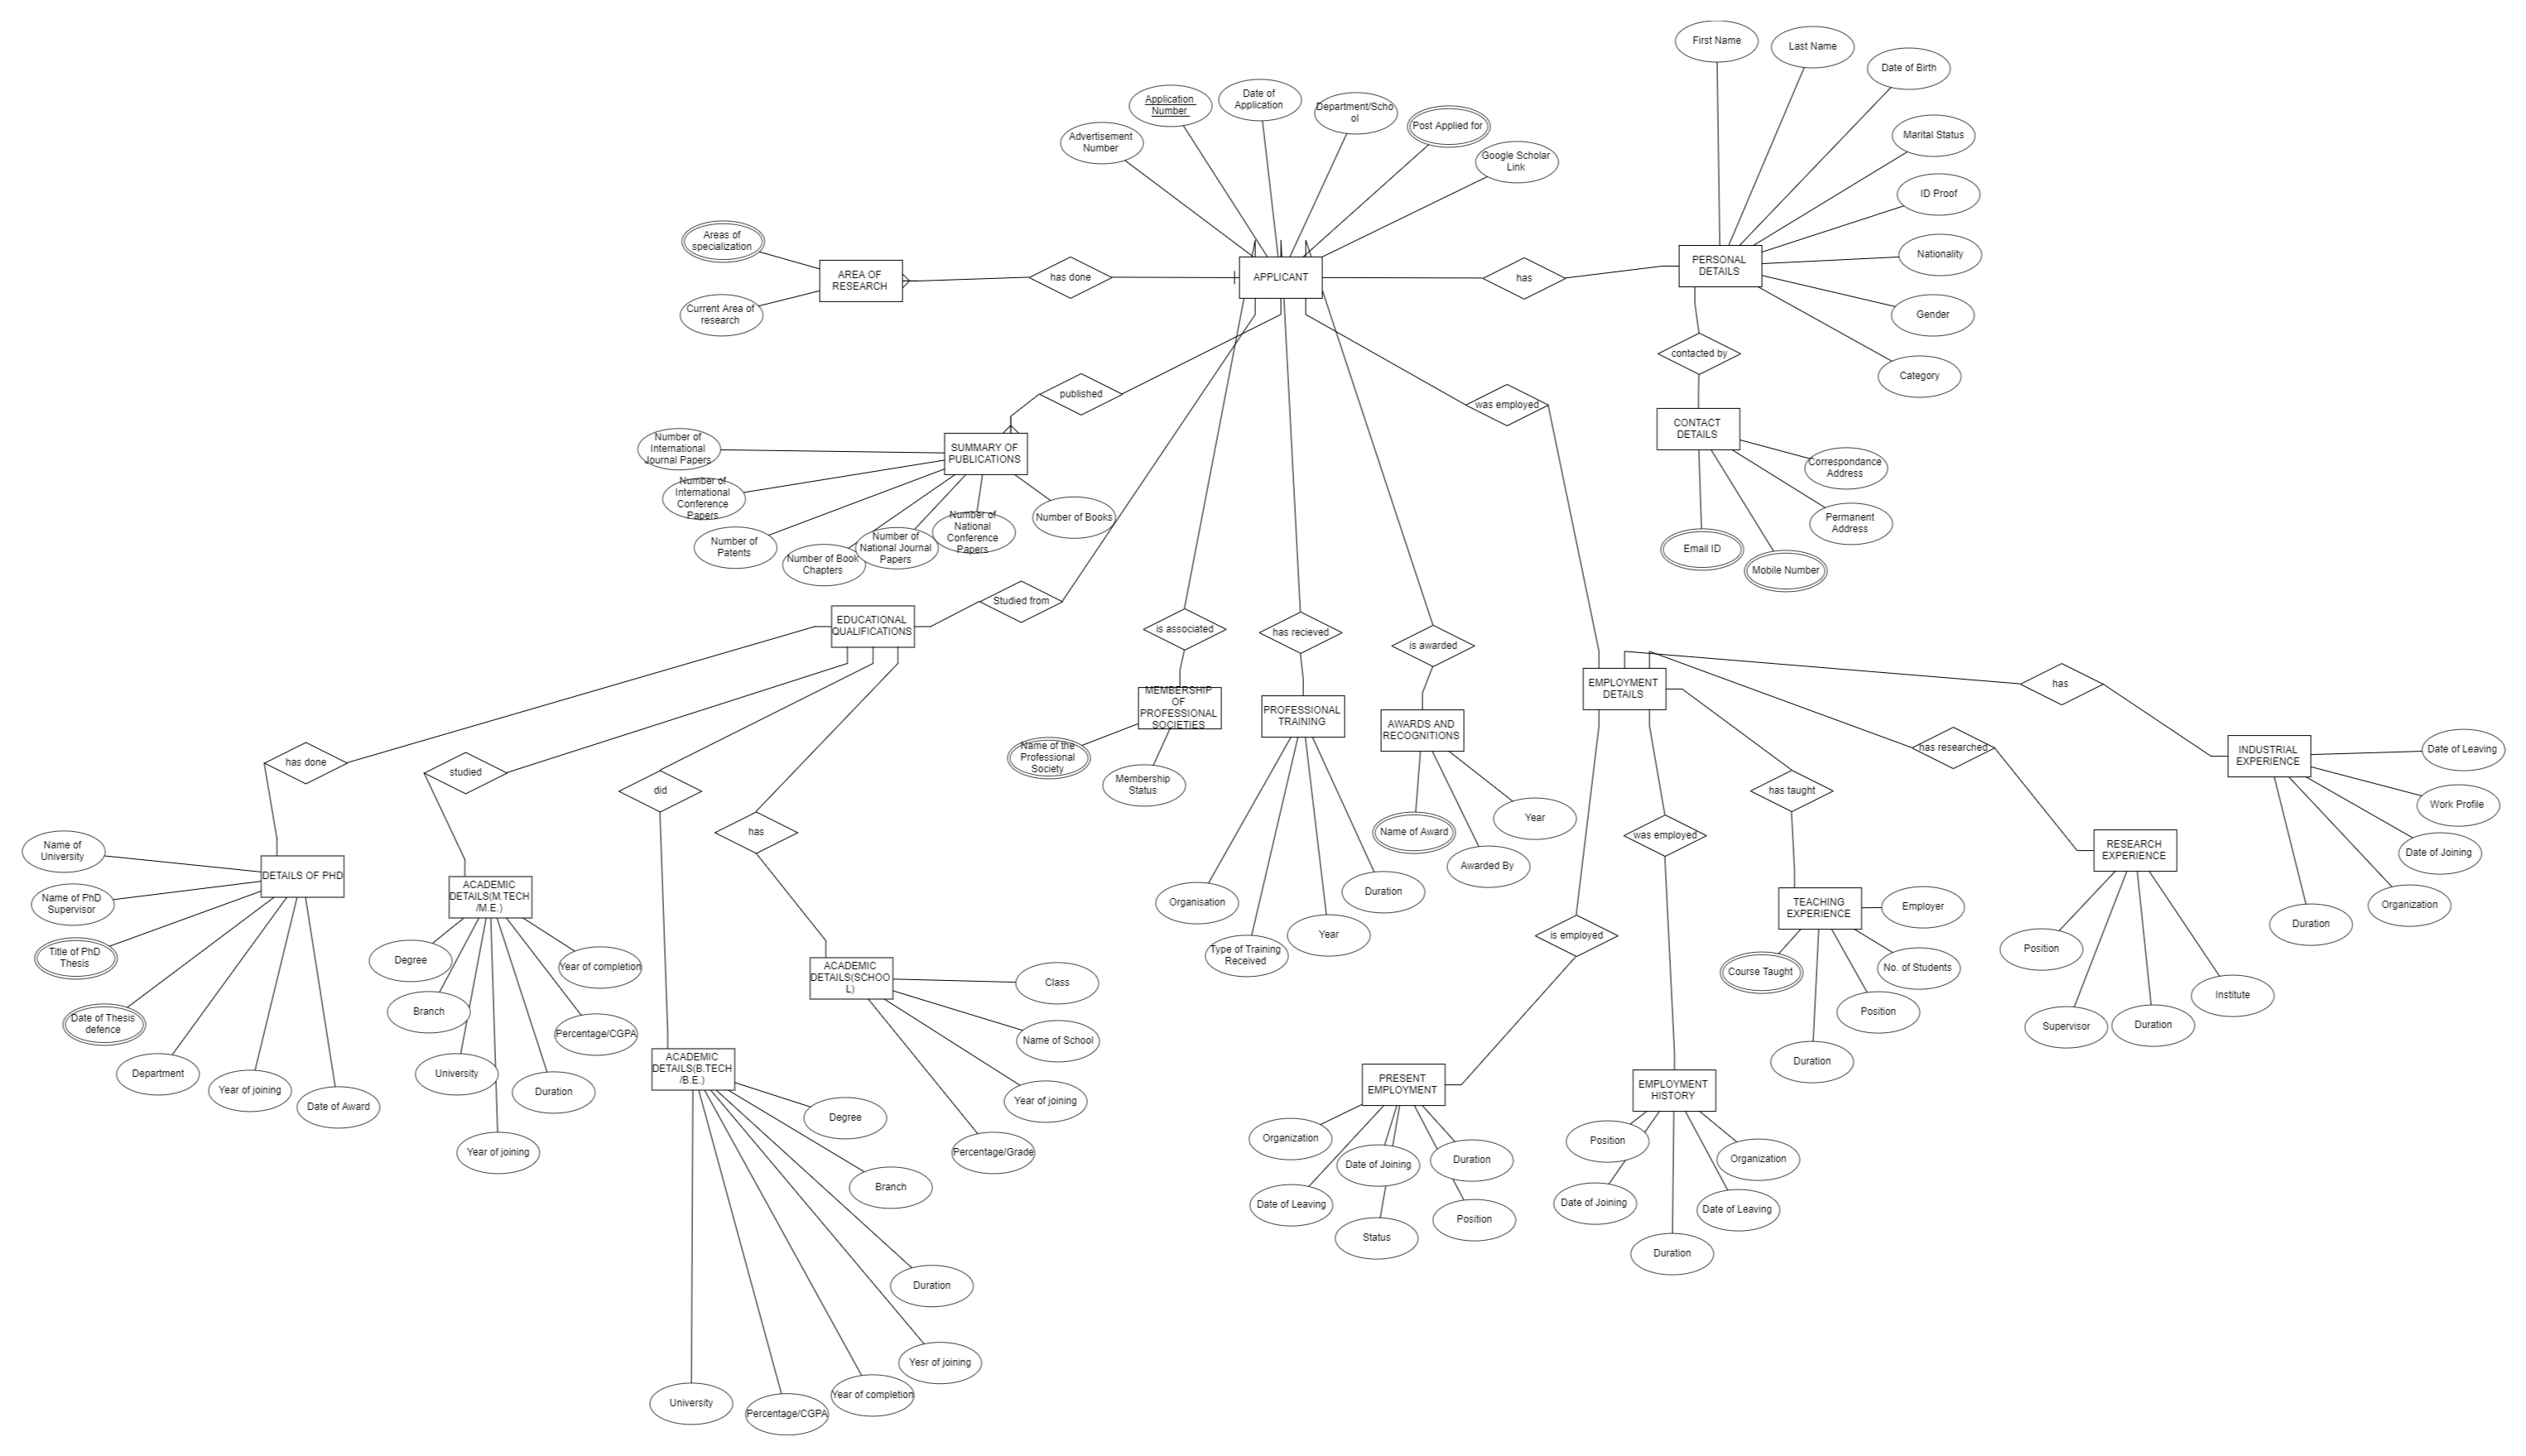 First Name
Last Name
Date of Birth
Marital Status
ID Proof
Nationality
Gender
Category
Application
Number
Date of
Application
Department/Scho
ol
Post Applied for
Advertisement
Number
Google Scholar
Link
Areas of
specialization
Current Area of
research
AREA OF
RESEARCH
has done
APPLICANT
has
PERSONAL
DETAILS
contacted by
CONTACT
DETAILS
Correspondance
Address
Permanent
Address
Email ID
Mobile Number
published
was employed
SUMMARY OF
PUBLICATIONS
Number of
International
Journal Papers
Number of
International
Conference
Papers
Number of
Patents
Number of Book
Chapters
Number of
National Journal
Papers
Number of
National
Conference
Papers
Number of Books
Studied from
EDUCATIONAL
QUALIFICATIONS
is associated
has recieved
is awarded
MEMBERSHIP
OF
PROFESSIONAL
SOCIETIES
Name of the
Professional
Society
Membership
Status
PROFESSIONAL
TRAINING
Organisation
Type of Training
Received
Year
Duration
AWARDS AND
RECOGNITIONS
Name of Award
Awarded By
Year
EMPLOYMENT
DETAILS
has
has researched
has taught
was employed
is employed
INDUSTRIAL
EXPERIENCE
Date of Leaving
Work Profile
Date of Joining
Organization
Duration
RESEARCH
EXPERIENCE
Position
Supervisor
Duration
Institute
TEACHING
EXPERIENCE
Employer
No. of Students
Course Taught
Position
Duration
has done
studied
did
has
Name of
University
Name of PhD
Supervisor
Title of PhD
Thesis
Date of Thesis
defence
Department
Year of joining
Date of Award
DETAILS OF PHD
ACADEMIC
DETAILS(M.TECH
/M.E.)
Degree
Branch
University
Year of joining
Duration
Percentage/CGPA
Year of completion
ACADEMIC
DETAILS(SCHOO
L)
Class
Name of School
Year of joining
Percentage/Grade
ACADEMIC
DETAILS(B.TECH
/B.E.)
Degree
Branch
Duration
Yesr of joining
Year of completion
Percentage/CGPA
University
PRESENT
EMPLOYMENT
Organization
Date of Leaving
Date of Joining
Status
Duration
Position
EMPLOYMENT
HISTORY
Position
Date of Joining
Duration
Date of Leaving
Organization